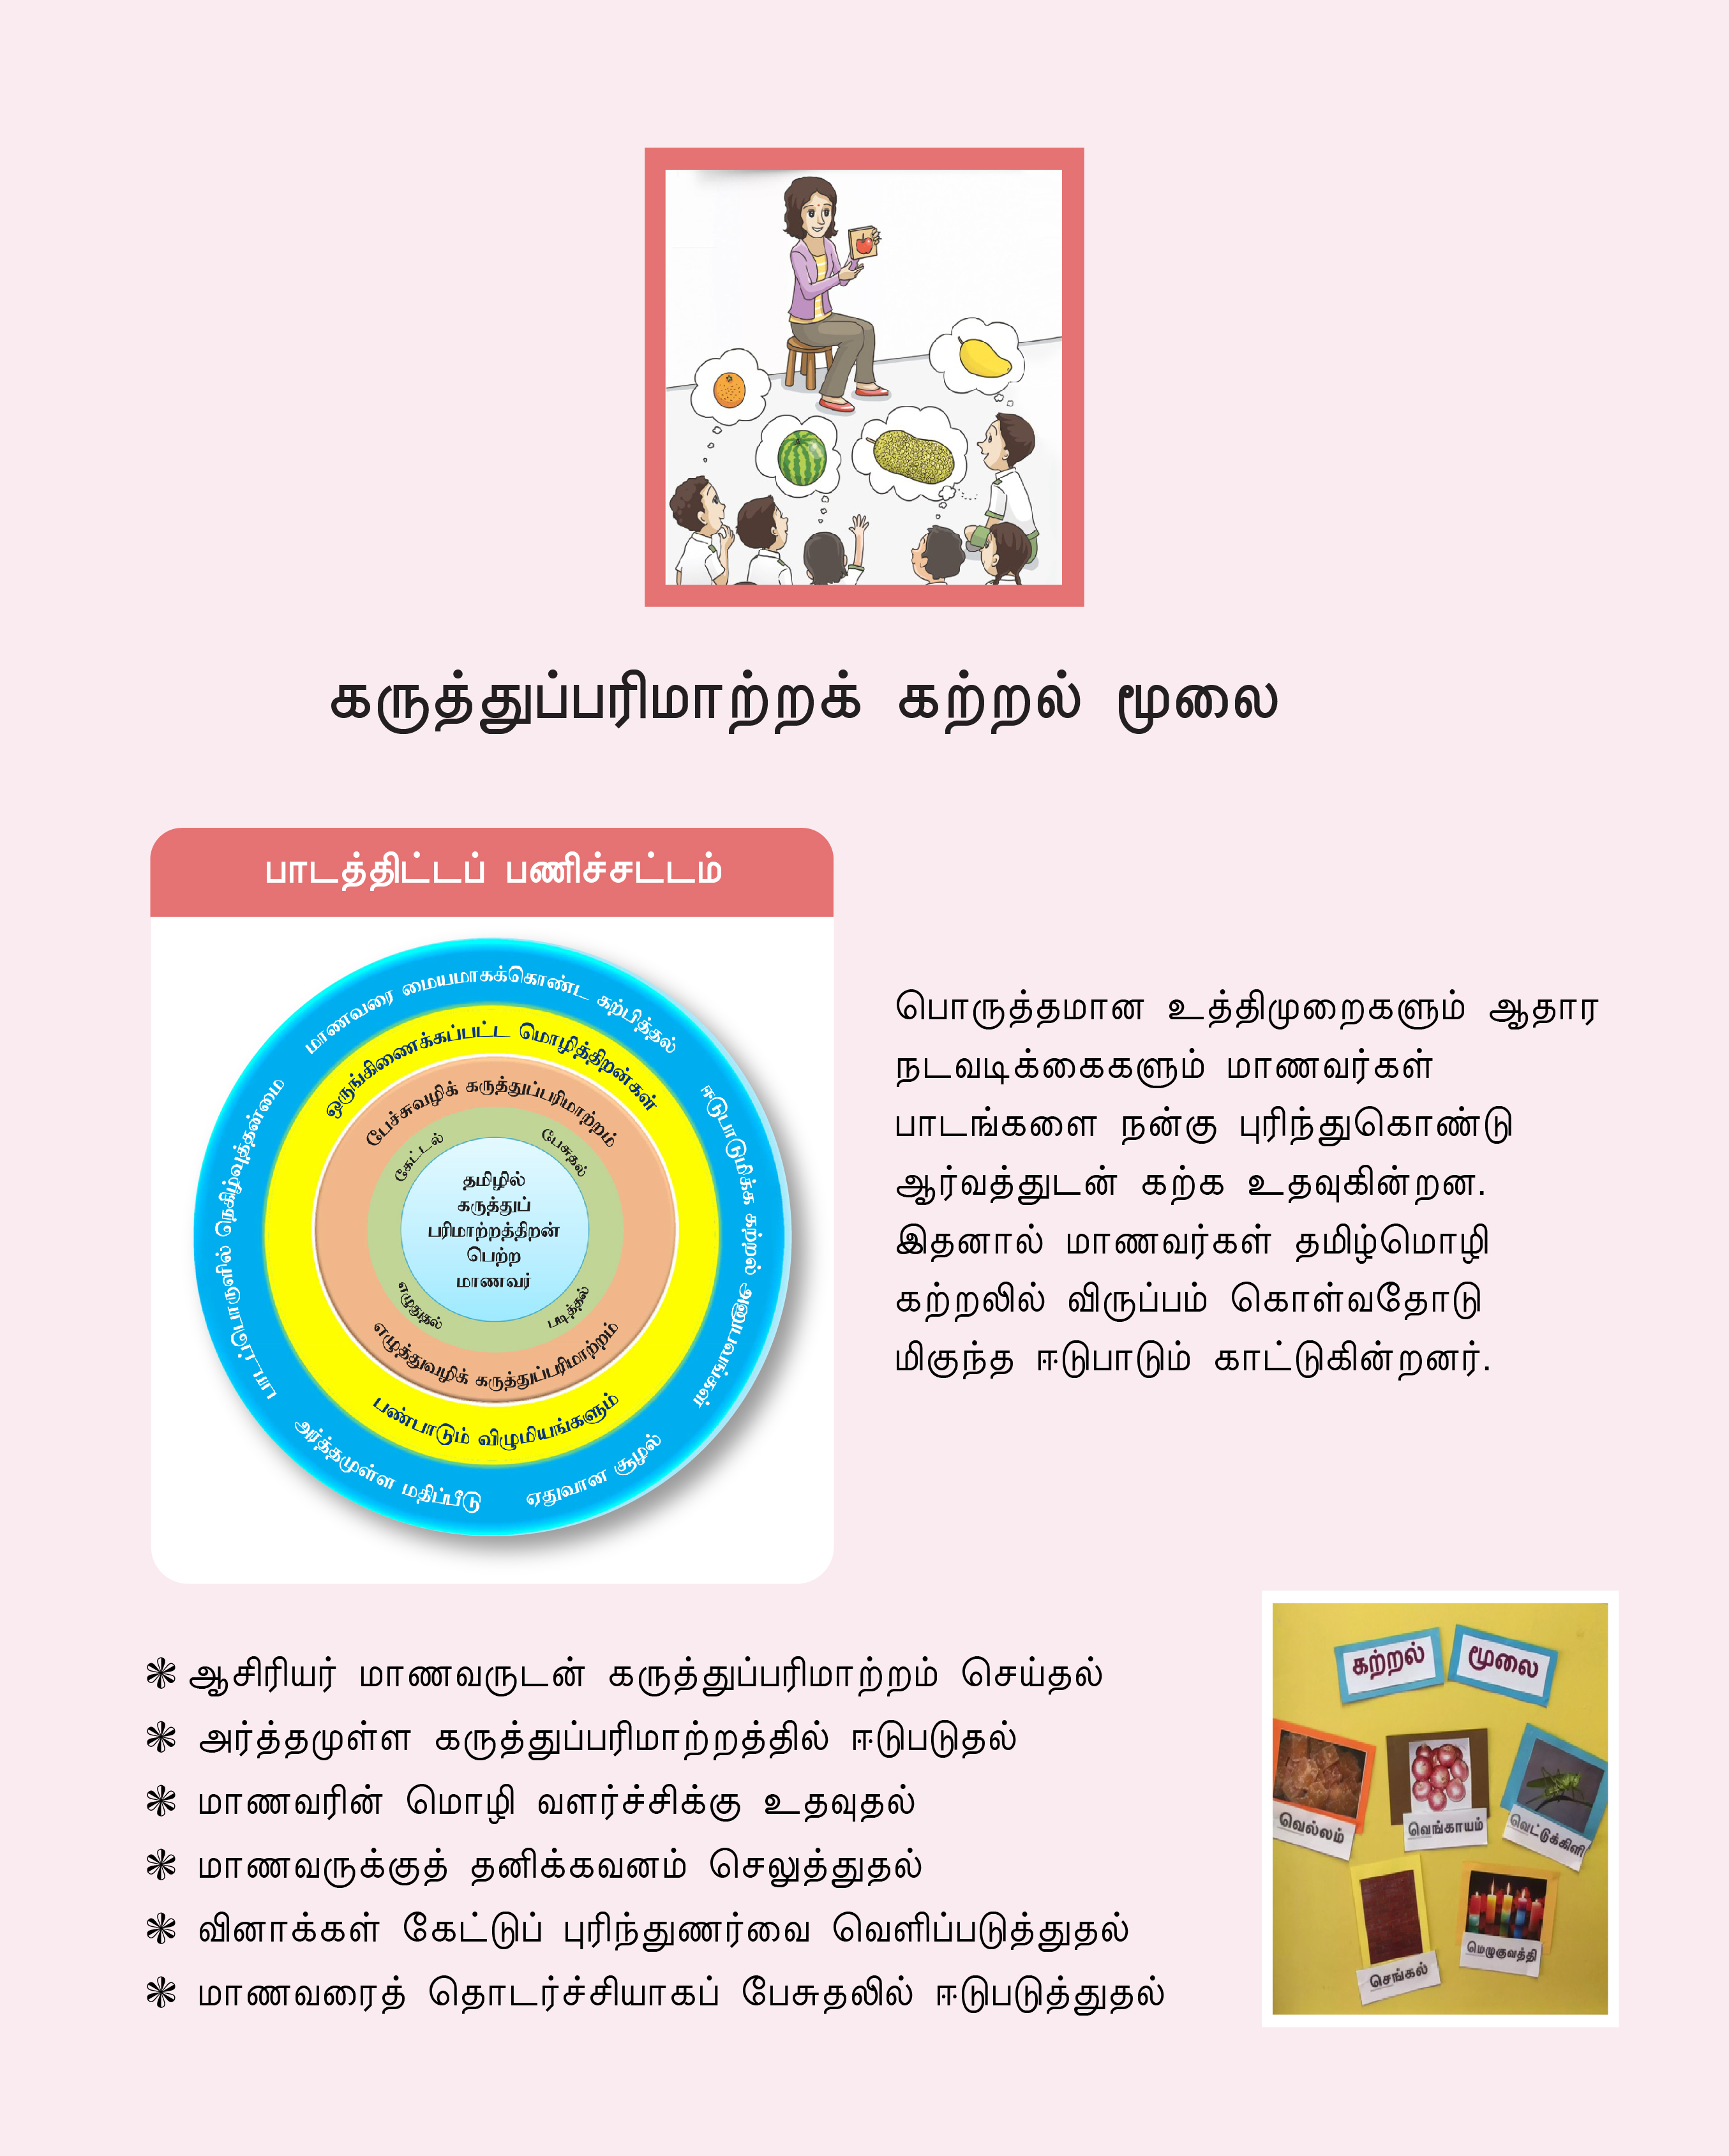 கருத்துப்பரிமாற்றக் கற்றல் மூலை
பாடத்திட்டப் பணிச்சட்டம்
மாணவரை மையமாகக்கொண்ட கற்பித்தல்
ஈடுபாடுமிக்க கற்றல் அனுபவங்கள்
ஏதுவான சூழல்
அர்த்தமுள்ள மதிப்பீடு
பாடப்பொருளில் நெகிழ்வுத்தன்மை
ஒருங்கிணைக்கப்பட்ட மொழித்திறன்கள்
பண்பாடும் விழுமியங்களும்
பேச்சுவழிக் கருத்துப்பரிமாற்றம்
எழுத்துவழிக் கருத்துப்பரிமாற்றம்
கேட்டல்
பேசுதல்
எழுதுதல்
படித்தல்
தமிழில்
கருத்துப்
பரிமாற்றத்திறன்
பெற்ற
மாணவர்
பொருத்தமான உத்திமுறைகளும் ஆதார
நடவடிக்கைகளும் மாணவர்கள்
பாடங்களை நன்கு புரிந்துகொண்டு
ஆர்வத்துடன் கற்க உதவுகின்றன.
இதனால் மாணவர்கள் தமிழ்மொழி
கற்றலில் விருப்பம் கொள்வதோடு
மிகுந்த ஈடுபாடும் காட்டுகின்றனர்.
❃ ஆசிரியர் மாணவருடன் கருத்துப்பரிமாற்றம் செய்தல்
❃ அர்த்தமுள்ள கருத்துப்பரிமாற்றத்தில் ஈடுபடுதல்
❃ மாணவரின் மொழி வளர்ச்சிக்கு உதவுதல்
❃ மாணவருக்குத் தனிக்கவனம் செலுத்துதல்
❃ வினாக்கள் கேட்டுப் புரிந்துணர்வை வெளிப்படுத்துதல்
❃ மாணவரைத் தொடர்ச்சியாகப் பேசுதலில் ஈடுபடுத்துதல்
கற்றல் மூலை
வெல்லம்
வெங்காயம்
வெட்டுக்கிளி
செங்கல்
மெழுகுவத்தி